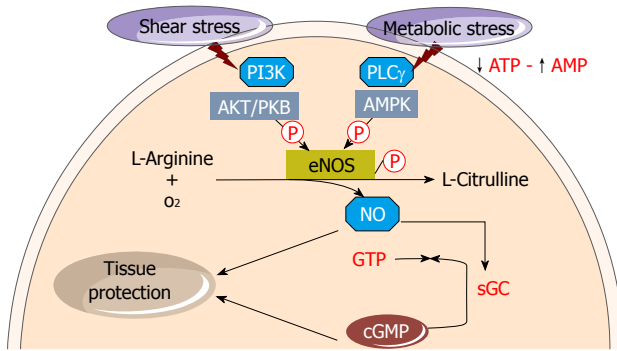 Shear stress
Metabolic stress
PI3K
PLCγ
↓ ATP - ↑ AMP
AKT/PKB
AMPK
P
P
eNOS
P
L-Arginine
+
O₂
L-Citrulline
NO
GTP
sGC
Tissue
protection
cGMP